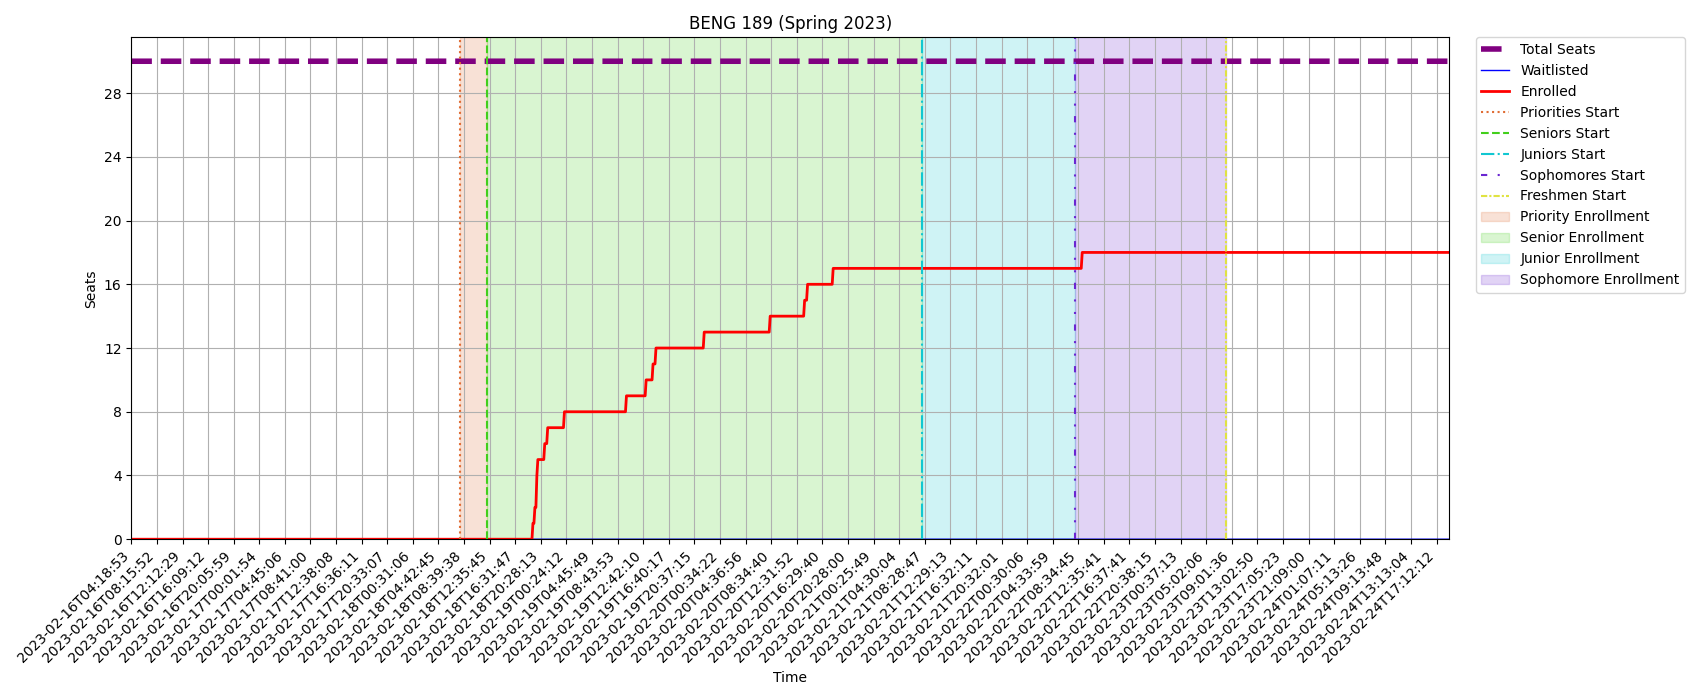 BENG 189 (Spring 2023)
Total Seats
Waitlisted
Enrolled
Priorities Start
Seniors Start
Juniors Start
Sophomores Start
Freshmen Start
Priority Enrollment
Senior Enrollment
Junior Enrollment
Sophomore Enrollment
Seats
28
24
20
16
12
8
4
0
2023-02-16T04:18:53
2023-02-16T08:15:52
2023-02-16T12:12:29
2023-02-16T16:09:12
2023-02-16T20:05:59
2023-02-17T00:01:54
2023-02-17T04:45:06
2023-02-17T08:41:00
2023-02-17T12:38:08
2023-02-17T16:36:11
2023-02-17T20:33:07
2023-02-18T00:31:06
2023-02-18T04:42:45
2023-02-18T08:39:38
2023-02-18T12:35:45
2023-02-18T16:31:47
2023-02-18T20:28:13
2023-02-19T00:24:12
2023-02-19T04:45:49
2023-02-19T08:43:53
2023-02-19T12:42:10
2023-02-19T16:40:17
2023-02-19T20:37:15
2023-02-20T00:34:22
2023-02-20T04:36:56
2023-02-20T08:34:40
2023-02-20T12:31:52
2023-02-20T16:29:40
2023-02-20T20:28:00
2023-02-21T00:25:49
2023-02-21T04:30:04
2023-02-21T08:28:47
2023-02-21T12:29:13
2023-02-21T16:32:11
2023-02-21T20:32:01
2023-02-22T00:30:06
2023-02-22T04:33:59
2023-02-22T08:34:45
2023-02-22T12:35:41
2023-02-22T16:37:41
2023-02-22T20:38:15
2023-02-23T00:37:13
2023-02-23T05:02:06
2023-02-23T09:01:36
2023-02-23T13:02:50
2023-02-23T17:05:23
2023-02-23T21:09:00
2023-02-24T01:07:11
2023-02-24T05:13:26
2023-02-24T09:13:48
2023-02-24T13:13:04
2023-02-24T17:12:12
Time